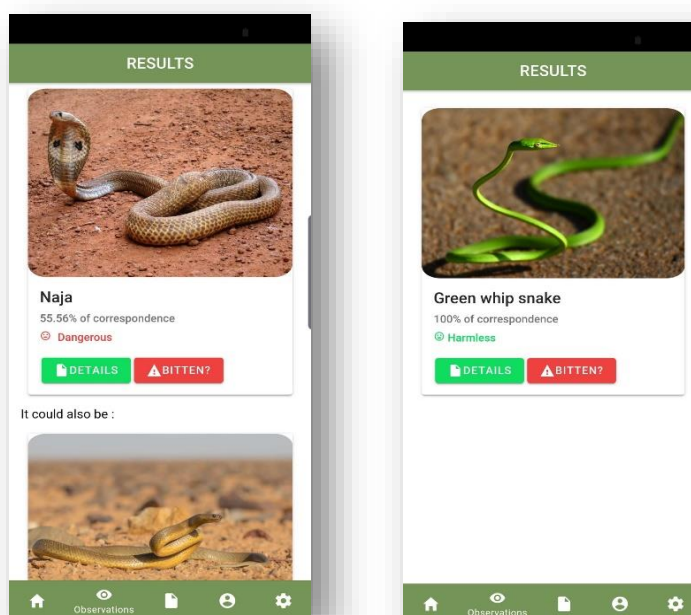 RESULTS
Naja
55.56% of correspondence
Dangerous
DETAILS
BITTEN?
It could also be :
Observations
RESULTS
Green whip snake
100% of correspondence
Harmless
DETAILS
BITTEN?
Observations